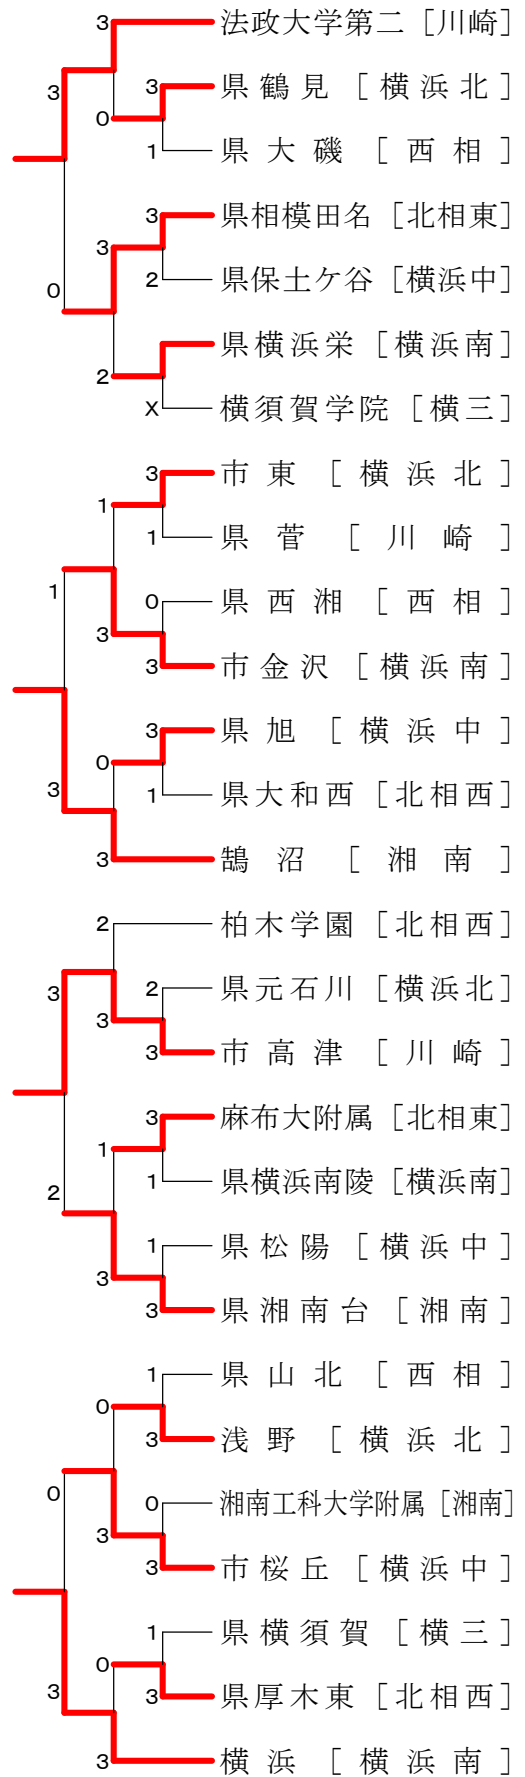 3 法政大学第二 [川崎]
3
3 県鶴見 [横浜北]
0
1 県大磯 [西相]
3 県相模田名 [北相東]
3
0
2 県保土ケ谷 [横浜中]
県横浜栄 [横浜南]
2
X 横須賀学院 [横三]
3 市東 [横浜北]
1
1 県菅 [川崎]
1
0 県西湘 [西相]
3
3 市金沢 [横浜南]
3 県旭 [横浜中]
0
3
1 県大和西 [北相西]
3 鵠沼 [湘南]
2 柏木学園 [北相西]
3
2 県元石川 [横浜北]
3
3 市高津 [川崎]
3 麻布大附属 [北相東]
1
1 県横浜南陵 [横浜南]
2
1 県松陽 [横浜中]
3
3 県湘南台 [湘南]
1 県山北 [西相]
0
3 浅野 [横浜北]
0
0 湘南工科大学附属 [湘南]
3
3 市桜丘 [横浜中]
1 県横須賀 [横三]
0
3
3 県厚木東 [北相西]
3 横浜 [横浜南]